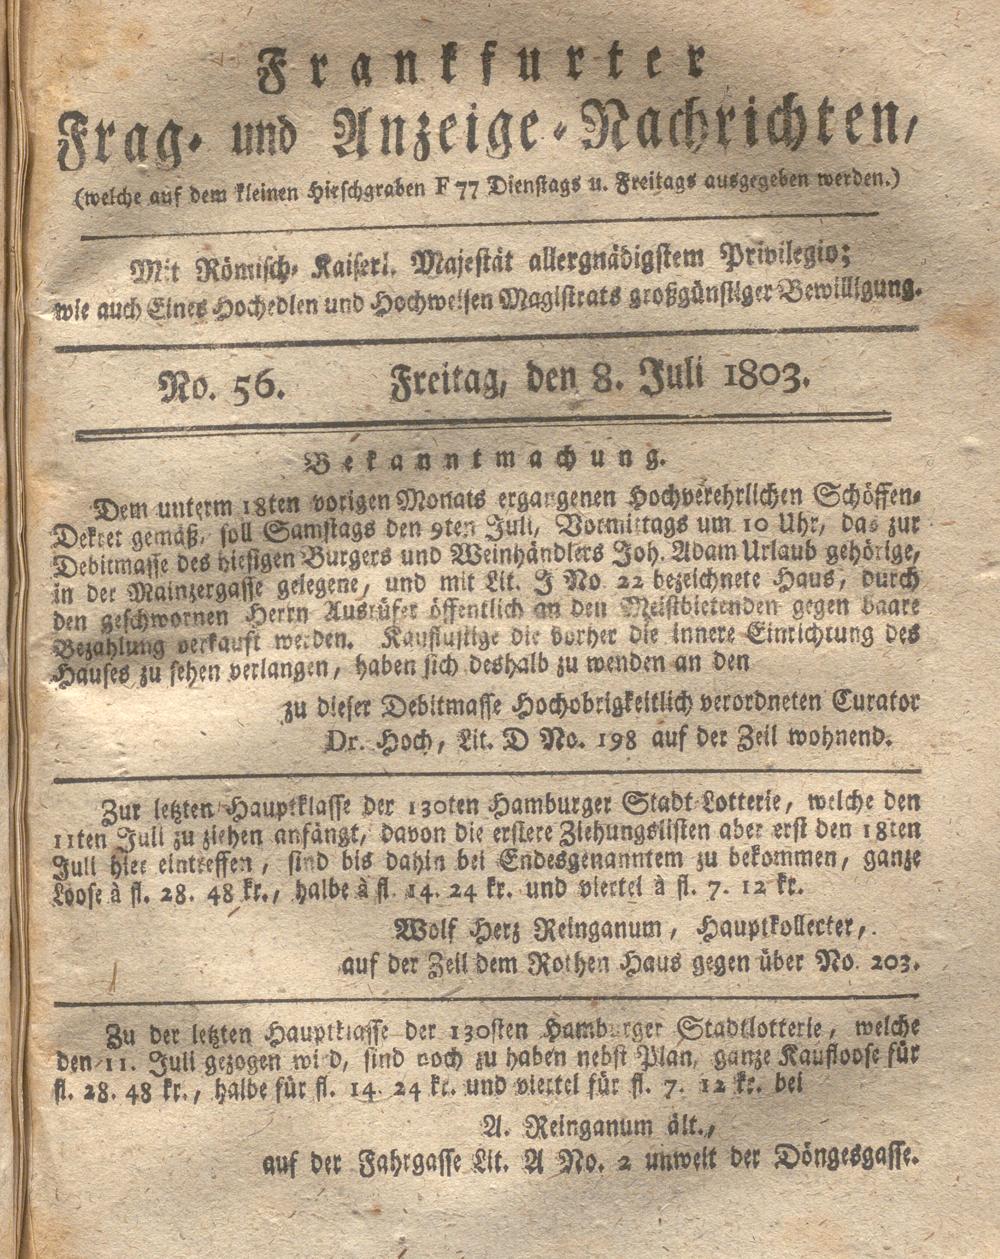 Frankfurter
Frag- und Anzeige-Nachrichten,
(welche auf dem kleinen Hirschgraben F 77 Dienstags u. Freitags ausgegeben werden.)
Mit Römisch- Kaiserl. Majestät allergnädigstem Privilegio;
wie auch Eines Hochedlen und Hochweisen Magistrats großgünstiger Bewilligung.
No. 56. Freitag, den 8. Juli 1803.
Bekanntmachung.
Dem unterm 18ten vorigen Monats ergangenen Hochverehrlichen Schöffen-
Dekret gemäß, soll Samstags den 9ten Juli, Vormittags um 10 Uhr, das zur
Debitmasse des hiesigen Burgers und Weinhändlers Joh. Adam Urlaub gehörige,
in der Mainzergasse gelegene, und mit Lit. J No. 22 bezeichnete Haus, durch
den geschwornen Herrn Ausrüfer öffentlich an den Meistbietenden gegen baare
Bezahlung verkauft werden. Kauflustige die vorher die innere Einrichtung des
Hauses zu sehen verlangen, haben sich deshalb zu wenden an den
zu dieser Debitmasse Hochobrigkeitlich verordneten Curator
Dr. Hoch, Lit. D No. 198 auf der Zeil wohnend.
Zur letzten Hauptklasse der 130ten Hamburger Stadt-Lotterie, welche den
11ten Juli zu ziehen anfängt, davon die erstere Ziehungslisten aber erst den 18ten
Juli hier eintreffen, sind bis dahin bei Endesgenanntem zu bekommen, ganze
Loose à fl. 28. 48 kr., halbe à fl. 14. 24 kr. und viertel à fl. 7. 12 kr.
Wolf Herz Reinganum, Hauptkollecter,
auf der Zeil dem Rothen Haus gegen über No. 203.
Zu der letzten Hauptklasse der 130sten Hamburger Stadtlotterie, welche
den 11. Juli gezogen wird, sind noch zu haben nebst Plan, ganze Kaufloose für
fl. 28. 48 kr., halbe für fl. 14. 24 kr. und viertel für fl. 7. 12 kr. bei
A. Reinganum ält.,
auf der Fahrgasse Lit. A No. 2 unweit der Döngesgasse.